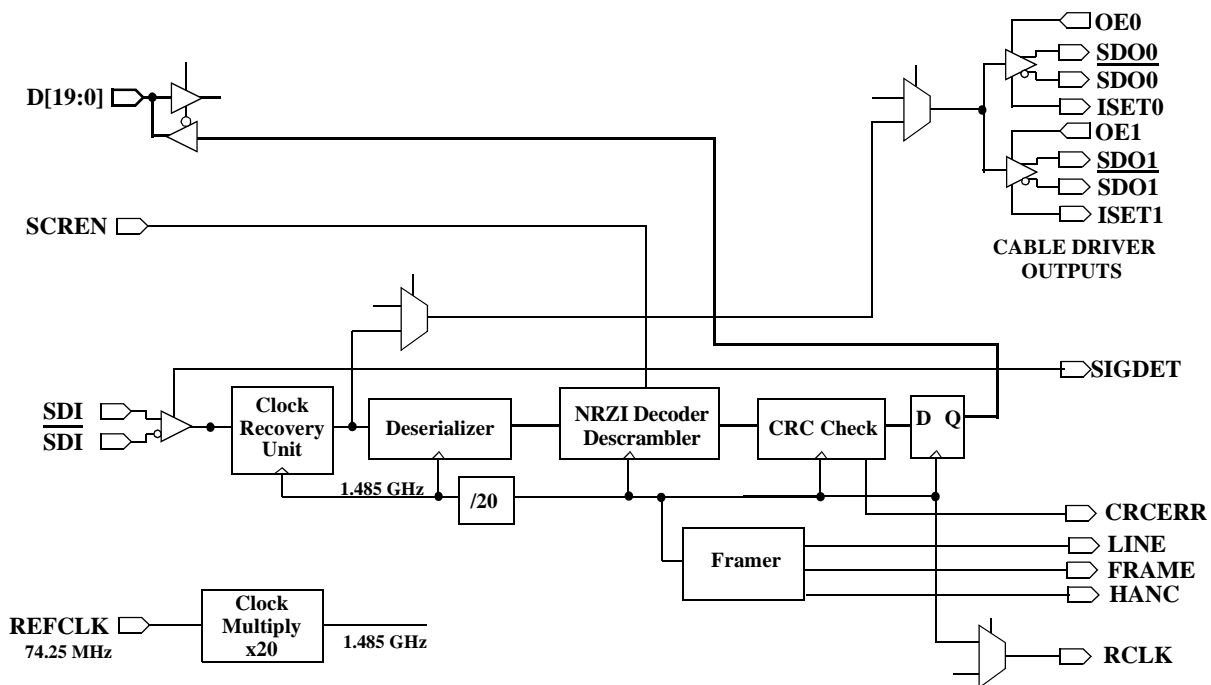 OE0
SDO0
SDO0
ISET0
OE1
SDO1
SDO1
ISET1
CABLE DRIVER
OUTPUTS
D[19:0]
SCREN
SIGDET
SDI
SDI
Clock
Recovery
Unit
Deserializer
NRZI Decoder
Descrambler
CRC Check
D Q
1.485 GHz
/20
CRCERR
LINE
FRAME
HANC
Framer
REFCLK
74.25 MHz
Clock
Multiply
x20
1.485 GHz
RCLK